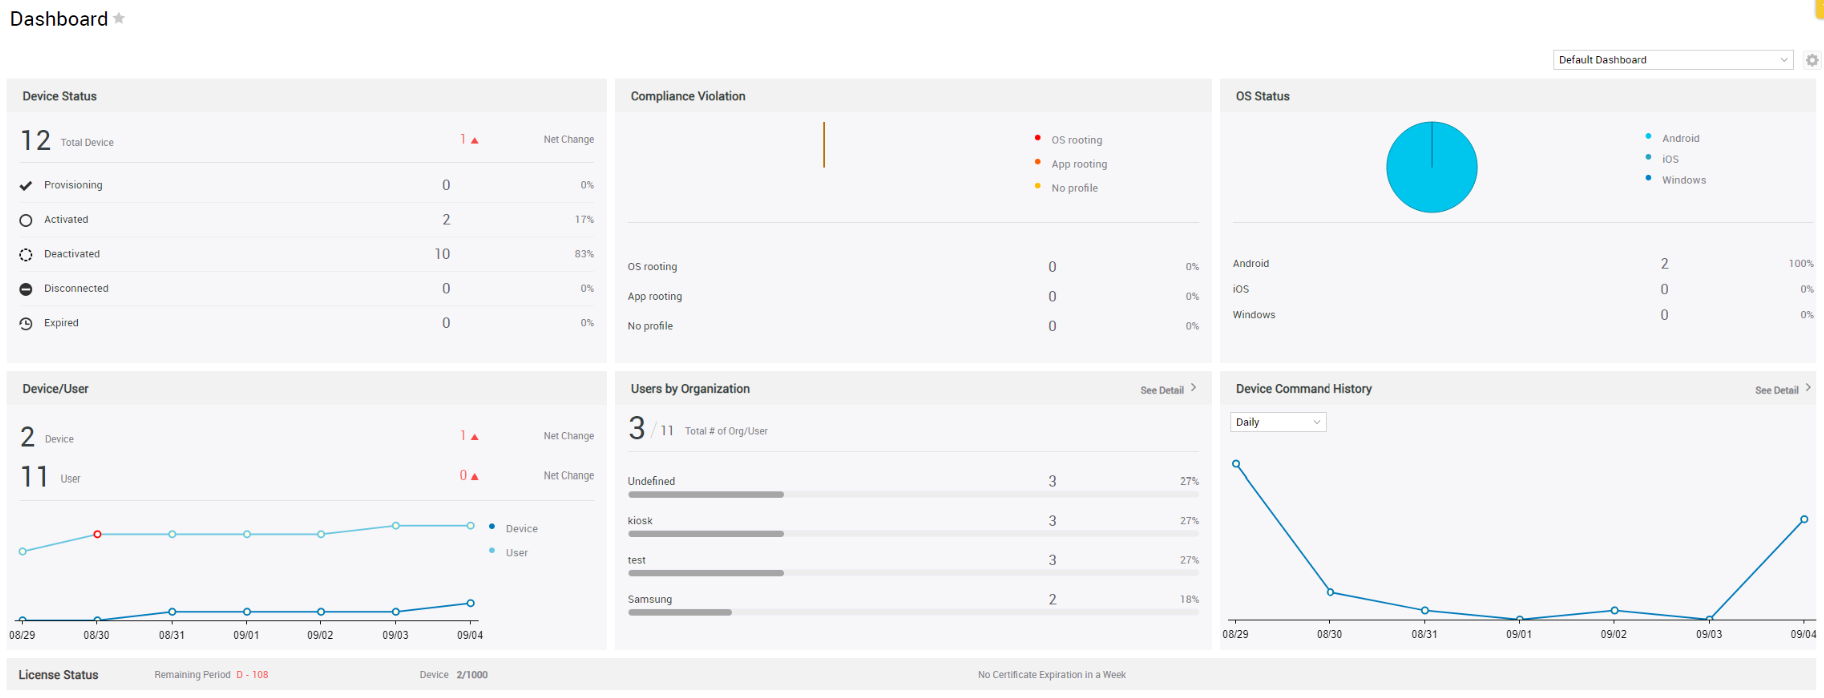 Dashboard
Default Dashboard
Device Status
12 Total Device 1 ▲ Net Change
Provisioning 0 0%
Activated 2 17%
Deactivated 10 83%
Disconnected 0 0%
Expired 0 0%
Compliance Violation
OS rooting
App rooting
No profile
OS rooting 0 0%
App rooting 0 0%
No profile 0 0%
OS Status
Android
iOS
Windows
Android 2 100%
iOS 0 0%
Windows 0 0%
Device/User
2 Device 1 ▲ Net Change
11 User 0 ▲ Net Change
Device
User
08/29 08/30 08/31 09/01 09/02 09/03 09/04
Users by Organization See Detail >
3 / 11 Total # of Org/User
Undefined 3 27%
kiosk 3 27%
test 3 27%
Samsung 2 18%
Device Command History See Detail >
Daily
08/29 08/30 08/31 09/01 09/02 09/03 09/04
License Status Remaining Period D - 108 Device 2/1000 No Certificate Expiration in a Week